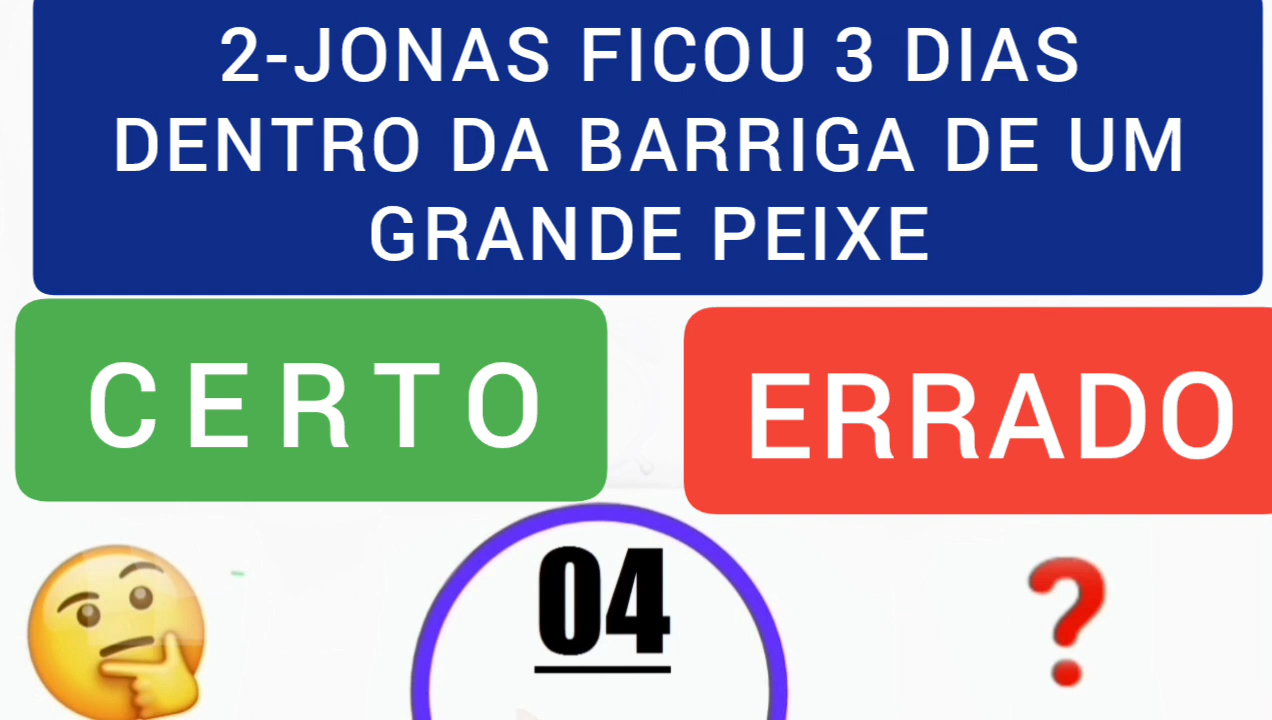 2-JONAS FICOU 3 DIAS
DENTRO DA BARRIGA DE UM
GRANDE PEIXE
CERTO
ERRADO
04